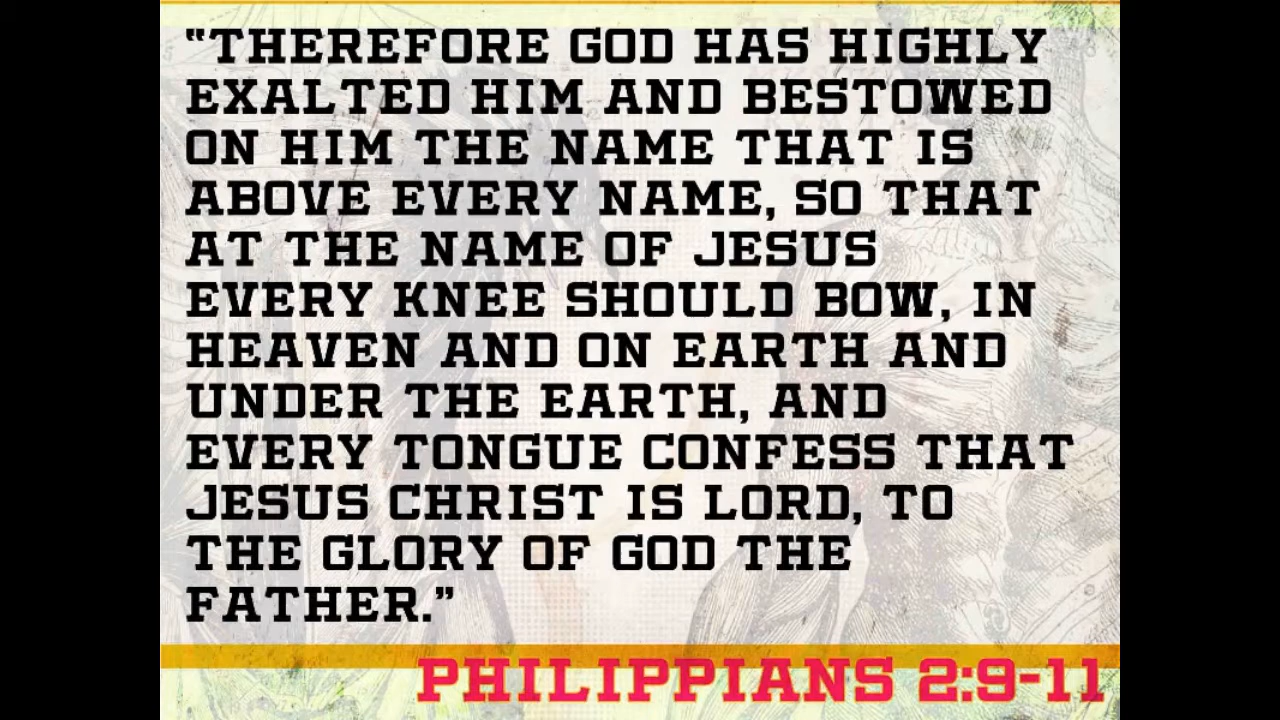 "THEREFORE GOD HAS HIGHLY
EXALTED HIM AND BESTOWED
ON HIM THE NAME THAT IS
ABOVE EVERY NAME, SO THAT
AT THE NAME OF JESUS
EVERY KNEE SHOULD BOW, IN
HEAVEN AND ON EARTH AND
UNDER THE EARTH, AND
EVERY TONGUE CONFESS THAT
JESUS CHRIST IS LORD, TO
THE GLORY OF GOD THE
FATHER."
PHILIPPIANS 2:9-11